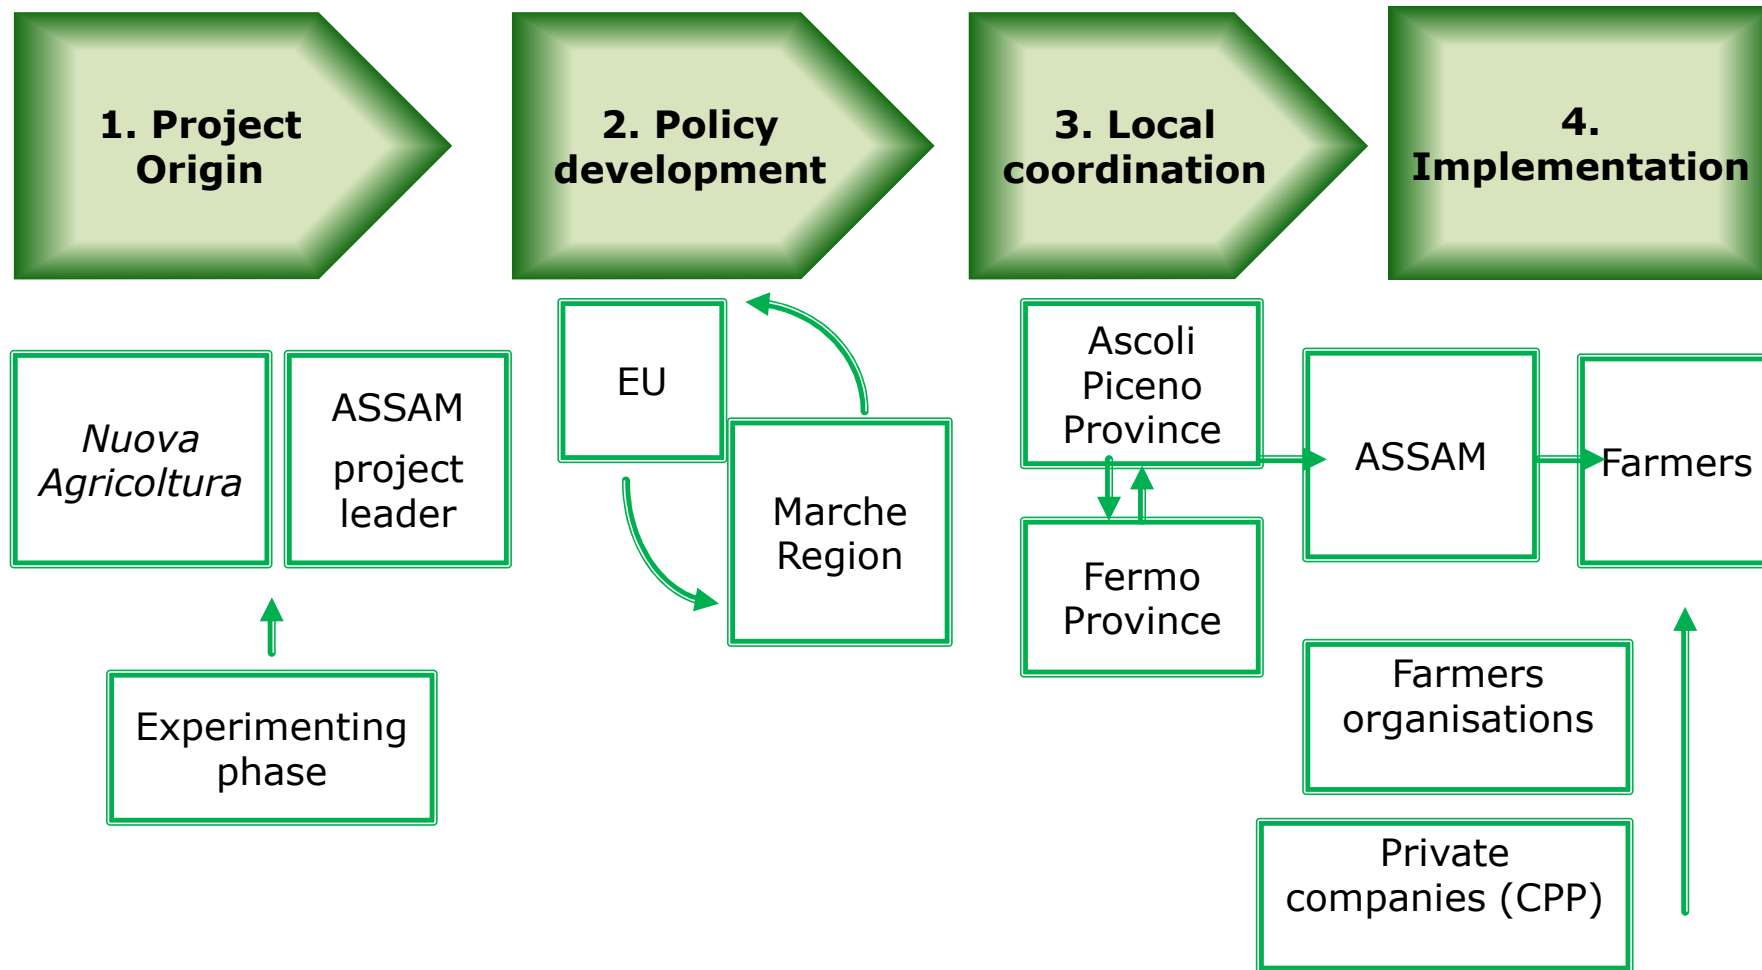 1. Project
Origin
2. Policy
development
3. Local
coordination
4.
Implementation
Nuova
Agricoltura
ASSAM
project
leader
Experimenting
phase
EU
Marche
Region
Ascoli
Piceno
Province
Fermo
Province
ASSAM
Farmers
Farmers
organisations
Private
companies (CPP)